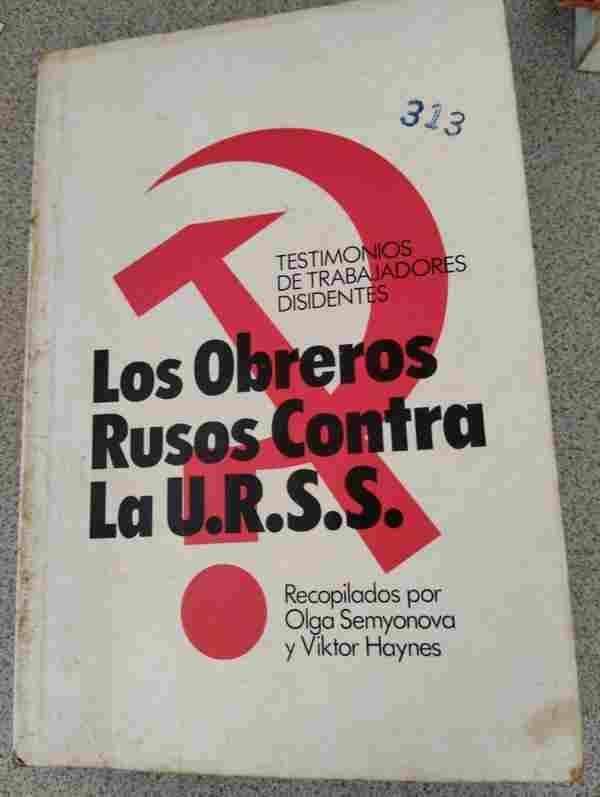 313
TESTIMONIOS
DE TRABAJADORES
DISIDENTES
Los Obreros
Rusos Contra
La U.R.S.S.
Recopilados por
Olga Semyonova
y Viktor Haynes